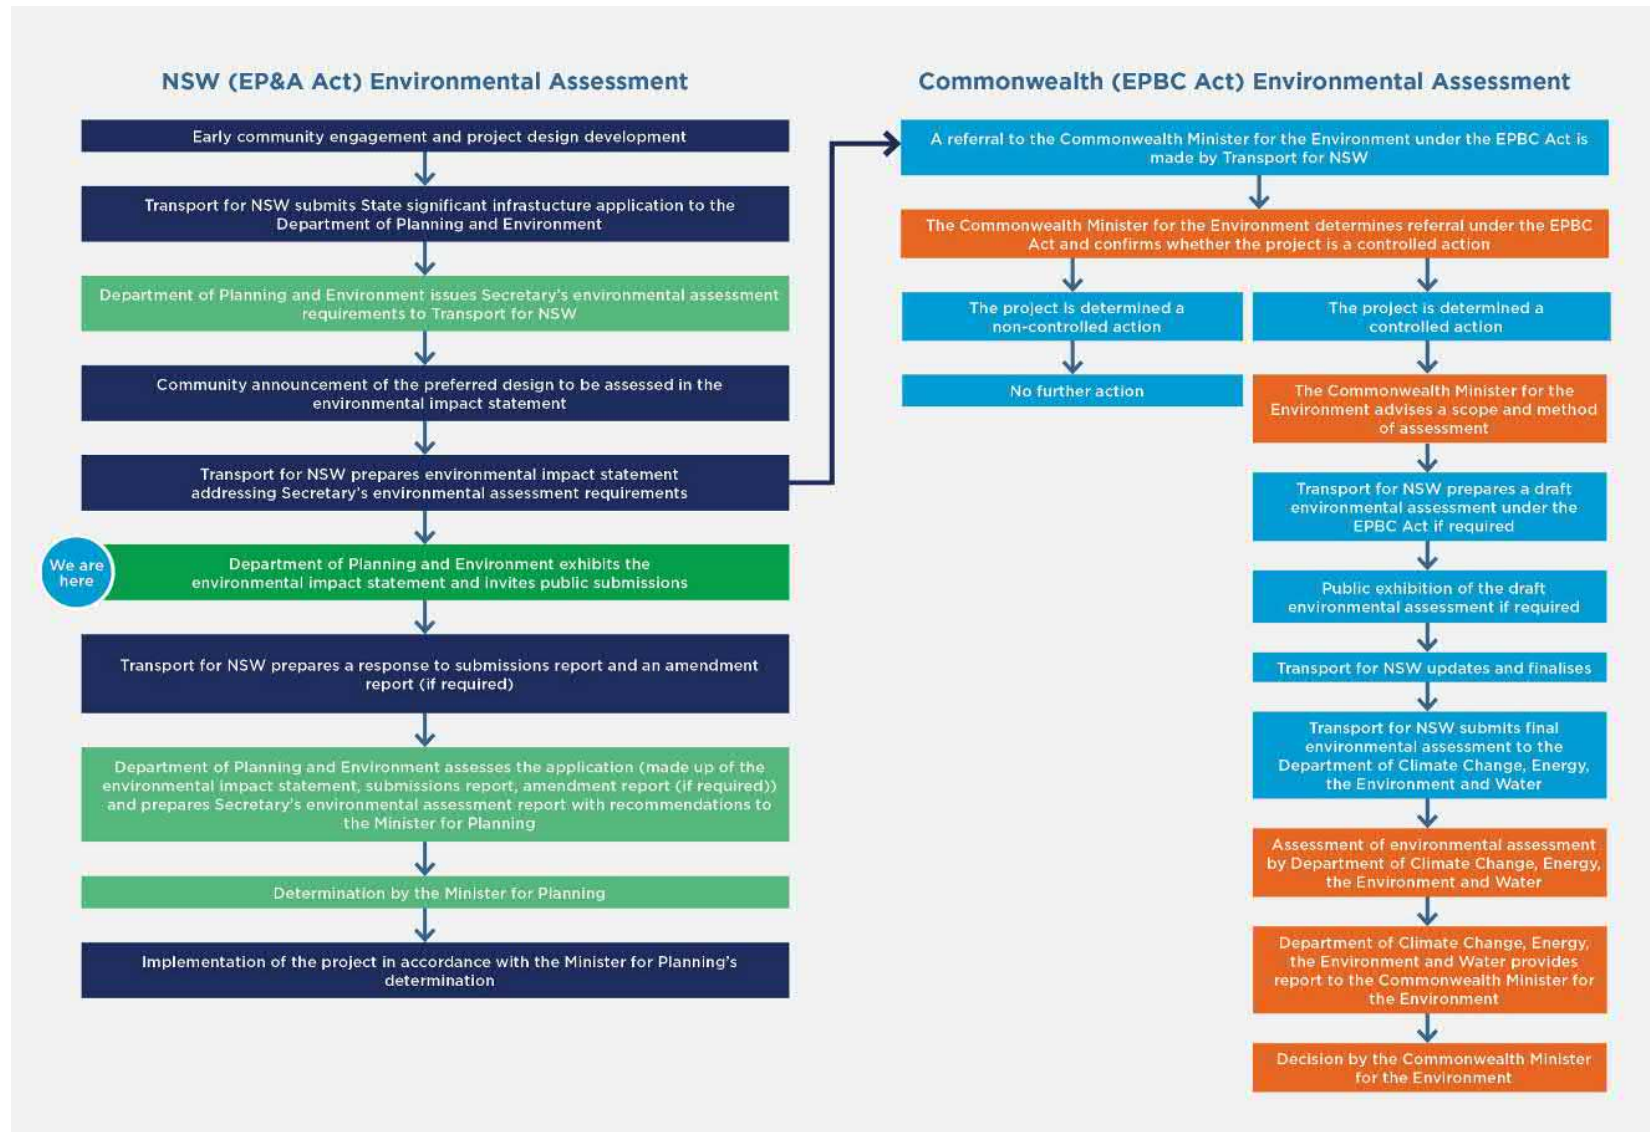 NSW (EP&A Act) Environmental Assessment
Early community engagement and project design development
Transport for NSW submits State significant infrastucture application to the
Department of Planning and Environment
Department of Planning and Environment issues Secretary's environmental assessment
requirements to Transport for NSW
Community announcement of the preferred design to be assessed in the
environmental impact statement
Transport for NSW prepares environmental impact statement
addressing Secretary's environmental assessment requirements
We are
here
Department of Planning and Environment exhibits the
environmental impact statement and invites public submissions
Transport for NSW prepares a response to submissions report and an amendment
report (if required)
Department of Planning and Environment assesses the application (made up of the
environmental impact statement, submissions report, amendment report (if required))
and prepares Secretary's environmental assessment report with recommendations to
the Minister for Planning
Determination by the Minister for Planning
Implementation of the project in accordance with the Minister for Planning's
determination
Commonwealth (EPBC Act) Environmental Assessment
A referral to the Commonwealth Minister for the Environment under the EPBC Act is
made by Transport for NSW
The Commonwealth Minister for the Environment determines referral under the EPBC
Act and confirms whether the project is a controlled action
The project is determined a
non-controlled action
No further action
The project is determined a
controlled action
The Commonwealth Minister for the
Environment advises a scope and method
of assessment
Transport for NSW prepares a draft
environmental assessment under the
EPBC Act if required
Public exhibition of the draft
environmental assessment if required
Transport for NSW updates and finalises
Transport for NSW submits final
environmental assessment to the
Department of Climate Change, Energy,
the Environment and Water
Assessment of environmental assessment
by Department of Climate Change, Energy,
the Environment and Water
Department of Climate Change, Energy,
the Environment and Water provides
report to the Commonwealth Minister for
the Environment
Decision by the Commonwealth Minister
for the Environment